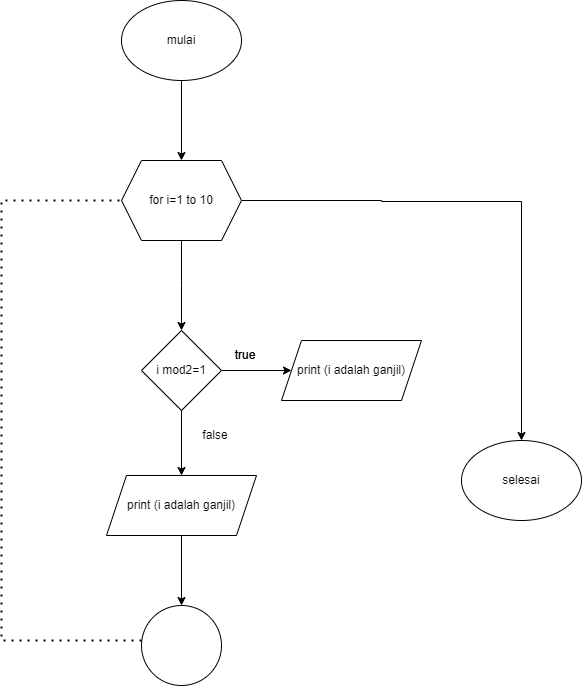 mulai
for i=1 to 10
i mod2=1
true
print (i adalah ganjil)
false
print (i adalah ganjil)
selesai